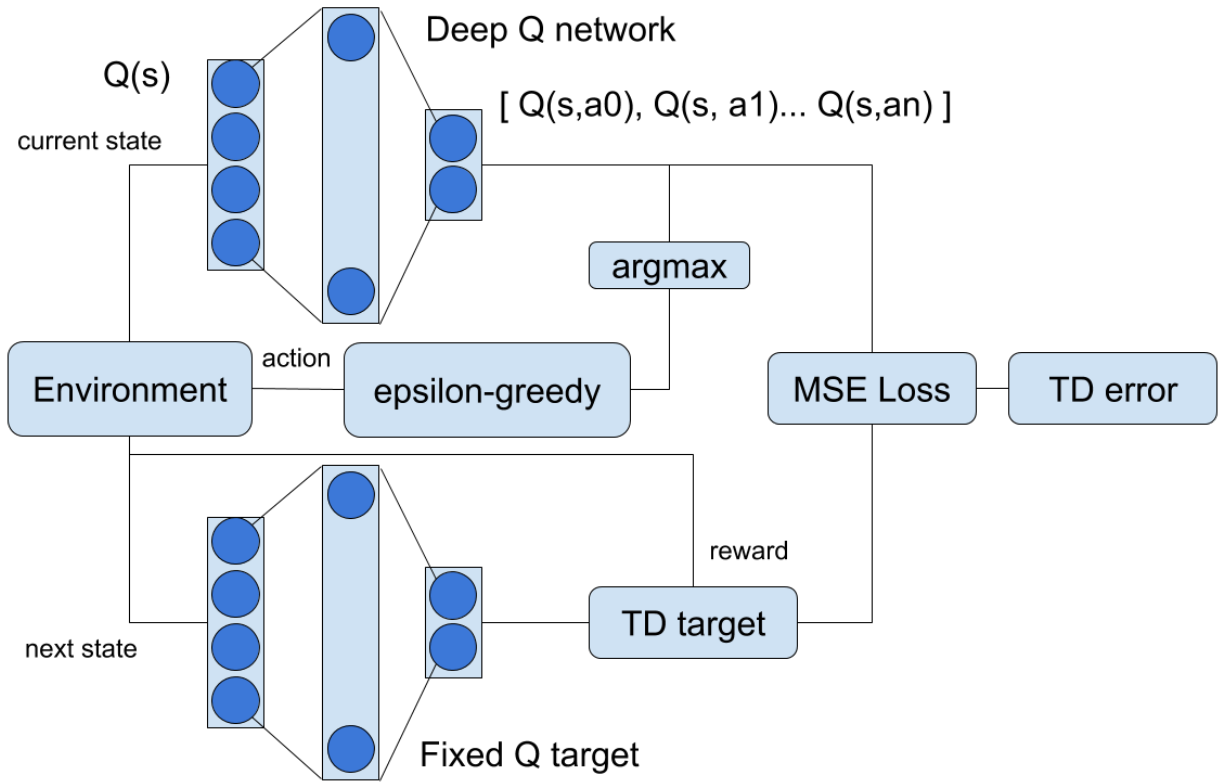 Deep Q network
Q(s)
[ Q(s,a0), Q(s, a1)... Q(s,an) ]
current state
argmax
action
Environment
epsilon-greedy
MSE Loss
TD error
reward
TD target
next state
Fixed Q target